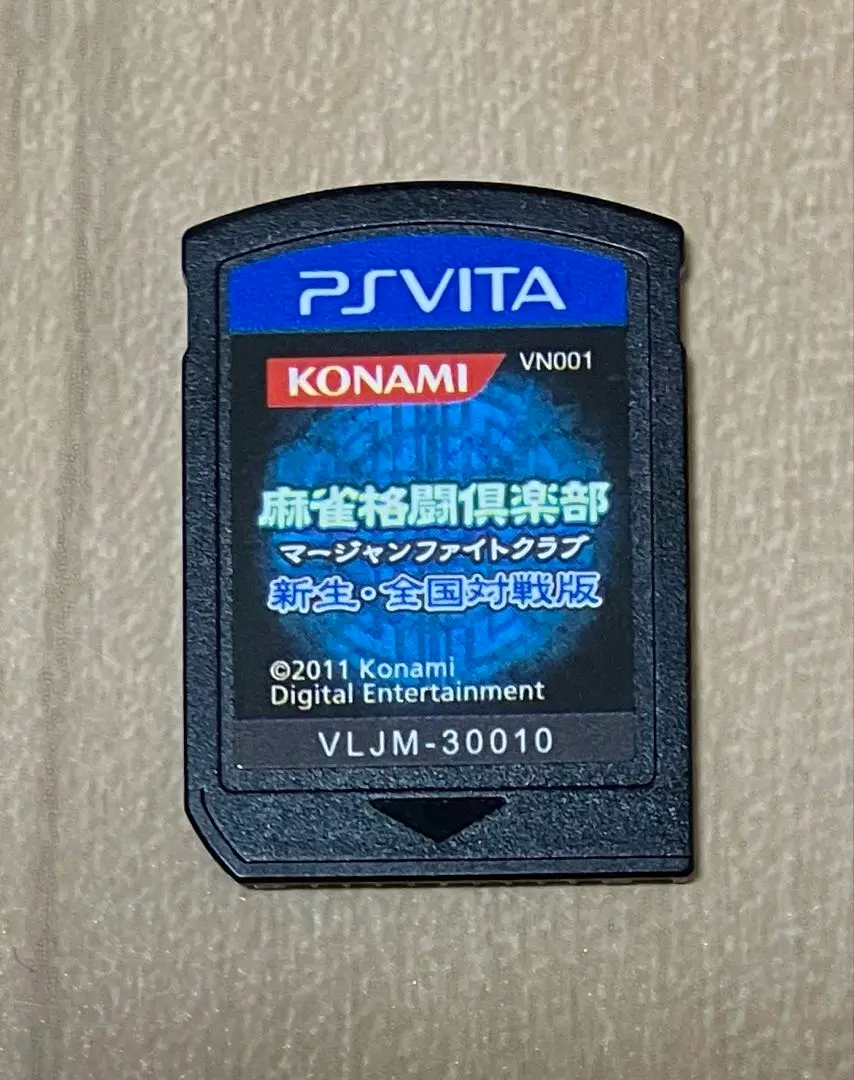 PSVITA
KONAMI VN001
麻雀格闘倶楽部
マージャンファイトクラブ
新生・全国対戦版
©2011 Konami
Digital Entertainment
VLJM-30010